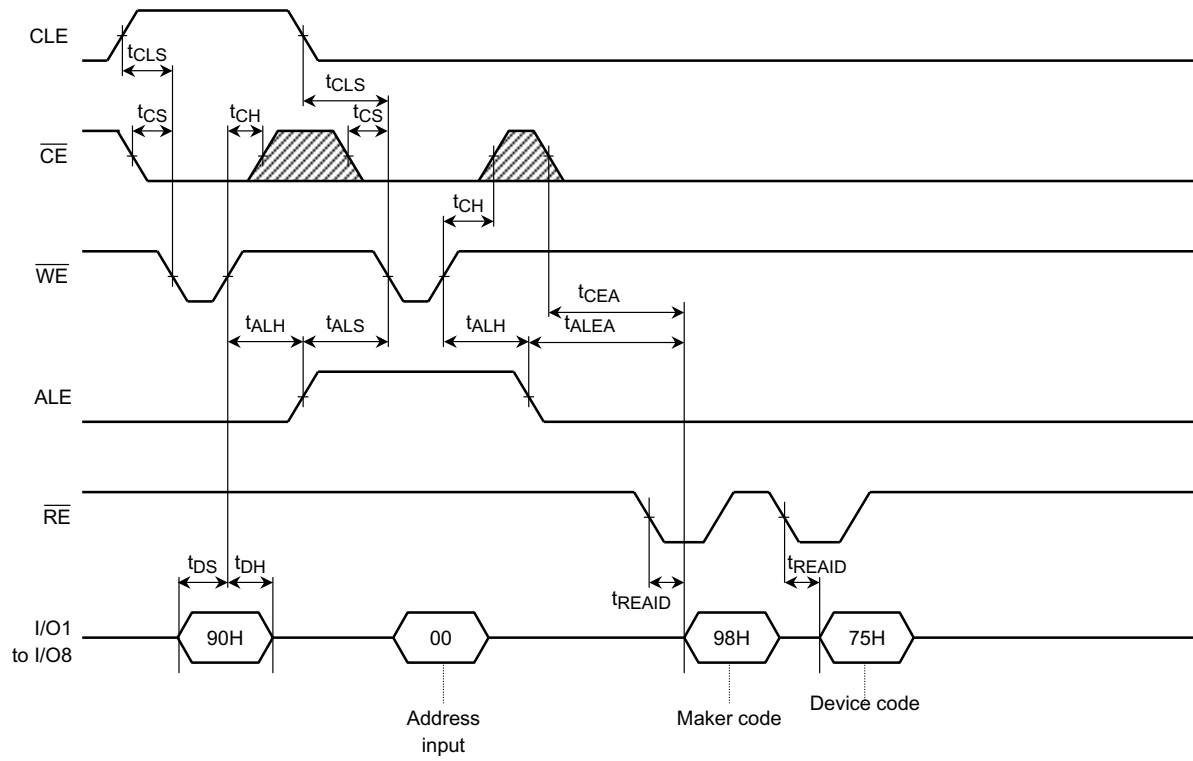 CLE
tCLS
tCLS
tCS
tCH
tCS
CE
tCH
WE
tCEA
tALH
tALS
tALH
tALEA
ALE
RE
tDS
tDH
tREAID
tREAID
I/O1
to I/O8
90H
00
98H
75H
Address
input
Maker code
Device code